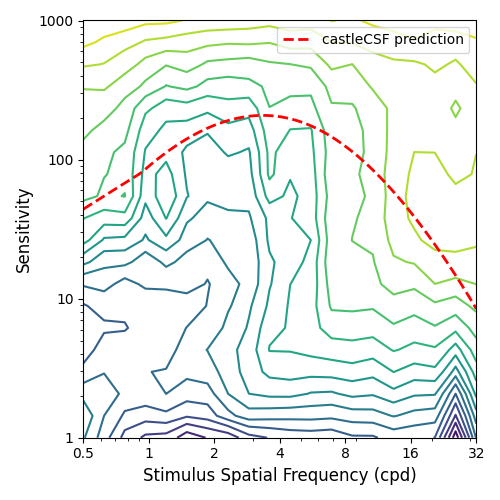 1000
castleCSF prediction
100
Sensitivity
10
1
0.5 1 2 4 8 16 32
Stimulus Spatial Frequency (cpd)